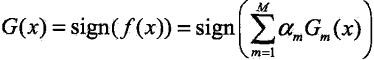 G(x) = sign(f(x)) = sign(∑_{m=1}^{M} α_m G_m(x))